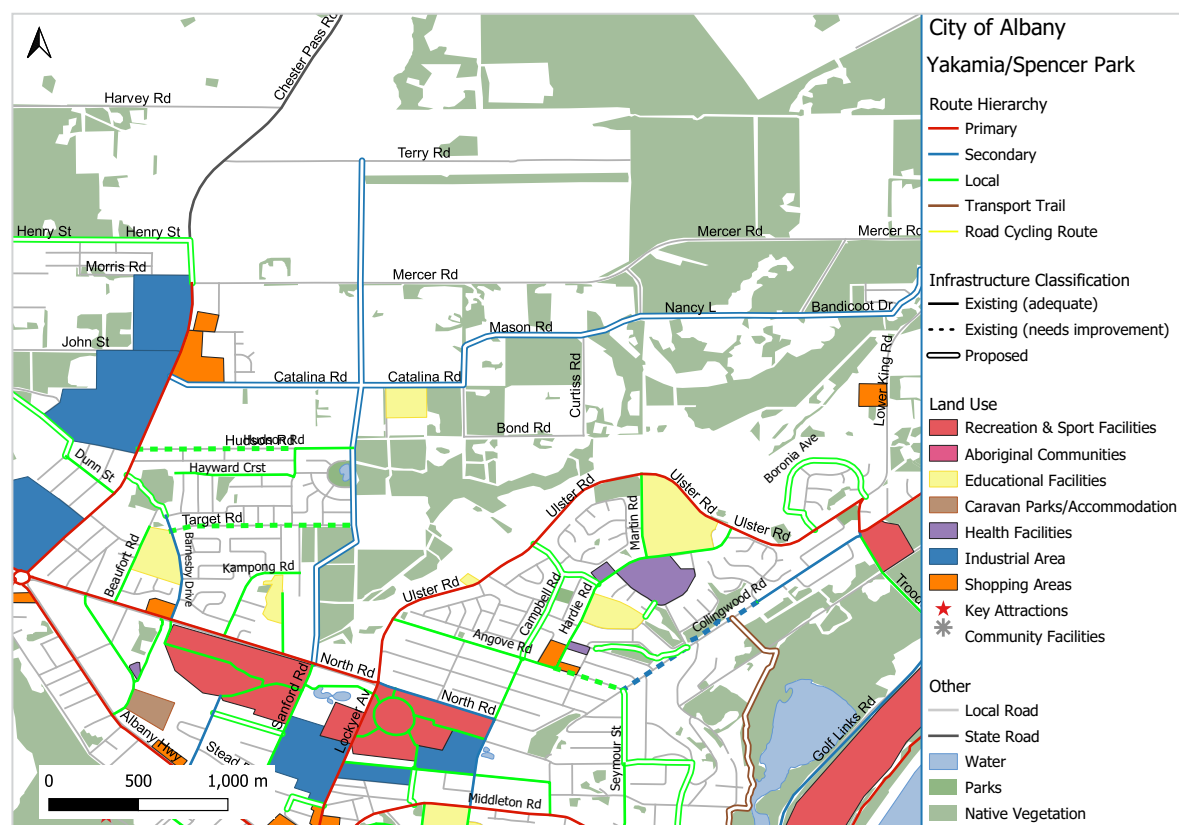 Chester Pass Rd
Harvey Rd
Terry Rd
Henry St
Henry St
Mercer Rd
Mercer Rd
Morris Rd
Mercer Rd
Nancy L
Bandicoot Dr
Mason Rd
John St
Lower King Rd
Catalina Rd
Catalina Rd
Curtiss Rd
Bond Rd
Hudson Rd
Hudson Rd
Boronia Ave
Dunn St
Hayward Crst
Ulster Rd
Ulster Rd
Martin Rd
Target Rd
Ulster Rd
Barnesby Drive
Beaufort Rd
Kampong Rd
Ulster Rd
Campbell Rd
Hardie Rd
Collingwood Rd
Angove Rd
North Rd
Sanford Rd
North Rd
Lockyer Av
Albany Hwy
Golf Links Rd
Seymour St
Middleton Rd
0 500 1,000 m
City of Albany
Yakamia/Spencer Park
Route Hierarchy
Primary
Secondary
Local
Transport Trail
Road Cycling Route
Infrastructure Classification
Existing (adequate)
Existing (needs improvement)
Proposed
Land Use
Recreation & Sport Facilities
Aboriginal Communities
Educational Facilities
Caravan Parks/Accommodation
Health Facilities
Industrial Area
Shopping Areas
Key Attractions
Community Facilities
Other
Local Road
State Road
Water
Parks
Native Vegetation